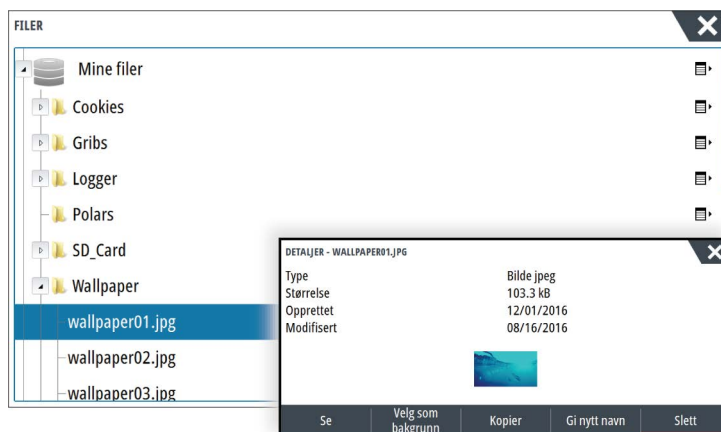 FILER
Mine filer
Cookies
Gribs
Logger
Polars
SD_Card
Wallpaper
wallpaper01.jpg
wallpaper02.jpg
wallpaper03.jpg
DETALJER - WALLPAPER01.JPG
Type Bilde jpeg
Størrelse 103.3 kB
Opprettet 12/01/2016
Modifisert 08/16/2016
Se
Velg som
bakgrunn
Kopier
Gi nytt navn
Slett